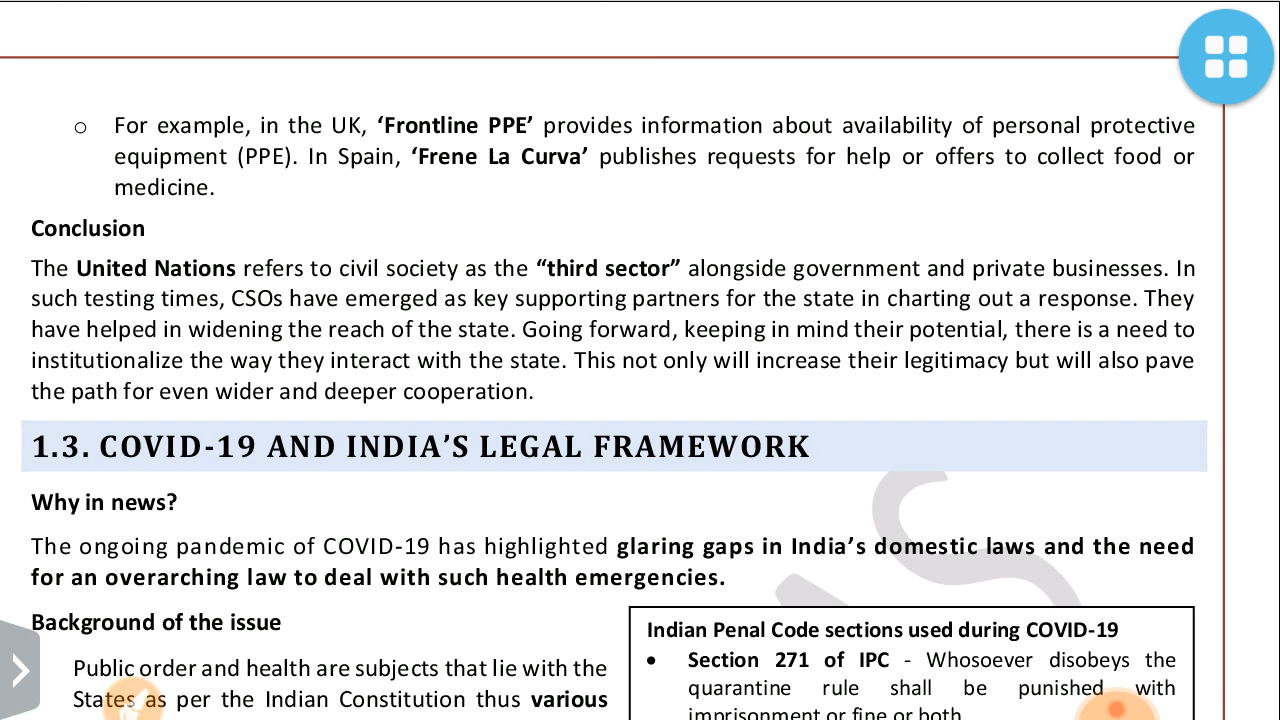 o For example, in the UK, ‘Frontline PPE’ provides information about availability of personal protective
equipment (PPE). In Spain, ‘Frene La Curva’ publishes requests for help or offers to collect food or
medicine.
Conclusion
The United Nations refers to civil society as the “third sector” alongside government and private businesses. In
such testing times, CSOs have emerged as key supporting partners for the state in charting out a response. They
have helped in widening the reach of the state. Going forward, keeping in mind their potential, there is a need to
institutionalize the way they interact with the state. This not only will increase their legitimacy but will also pave
the path for even wider and deeper cooperation.
1.3. COVID-19 AND INDIA’S LEGAL FRAMEWORK
Why in news?
The ongoing pandemic of COVID-19 has highlighted glaring gaps in India’s domestic laws and the need
for an overarching law to deal with such health emergencies.
Background of the issue
Public order and health are subjects that lie with the
States as per the Indian Constitution thus various
Indian Penal Code sections used during COVID-19
• Section 271 of IPC - Whosoever disobeys the
quarantine rule shall be punished with
imprisonment or fine or both